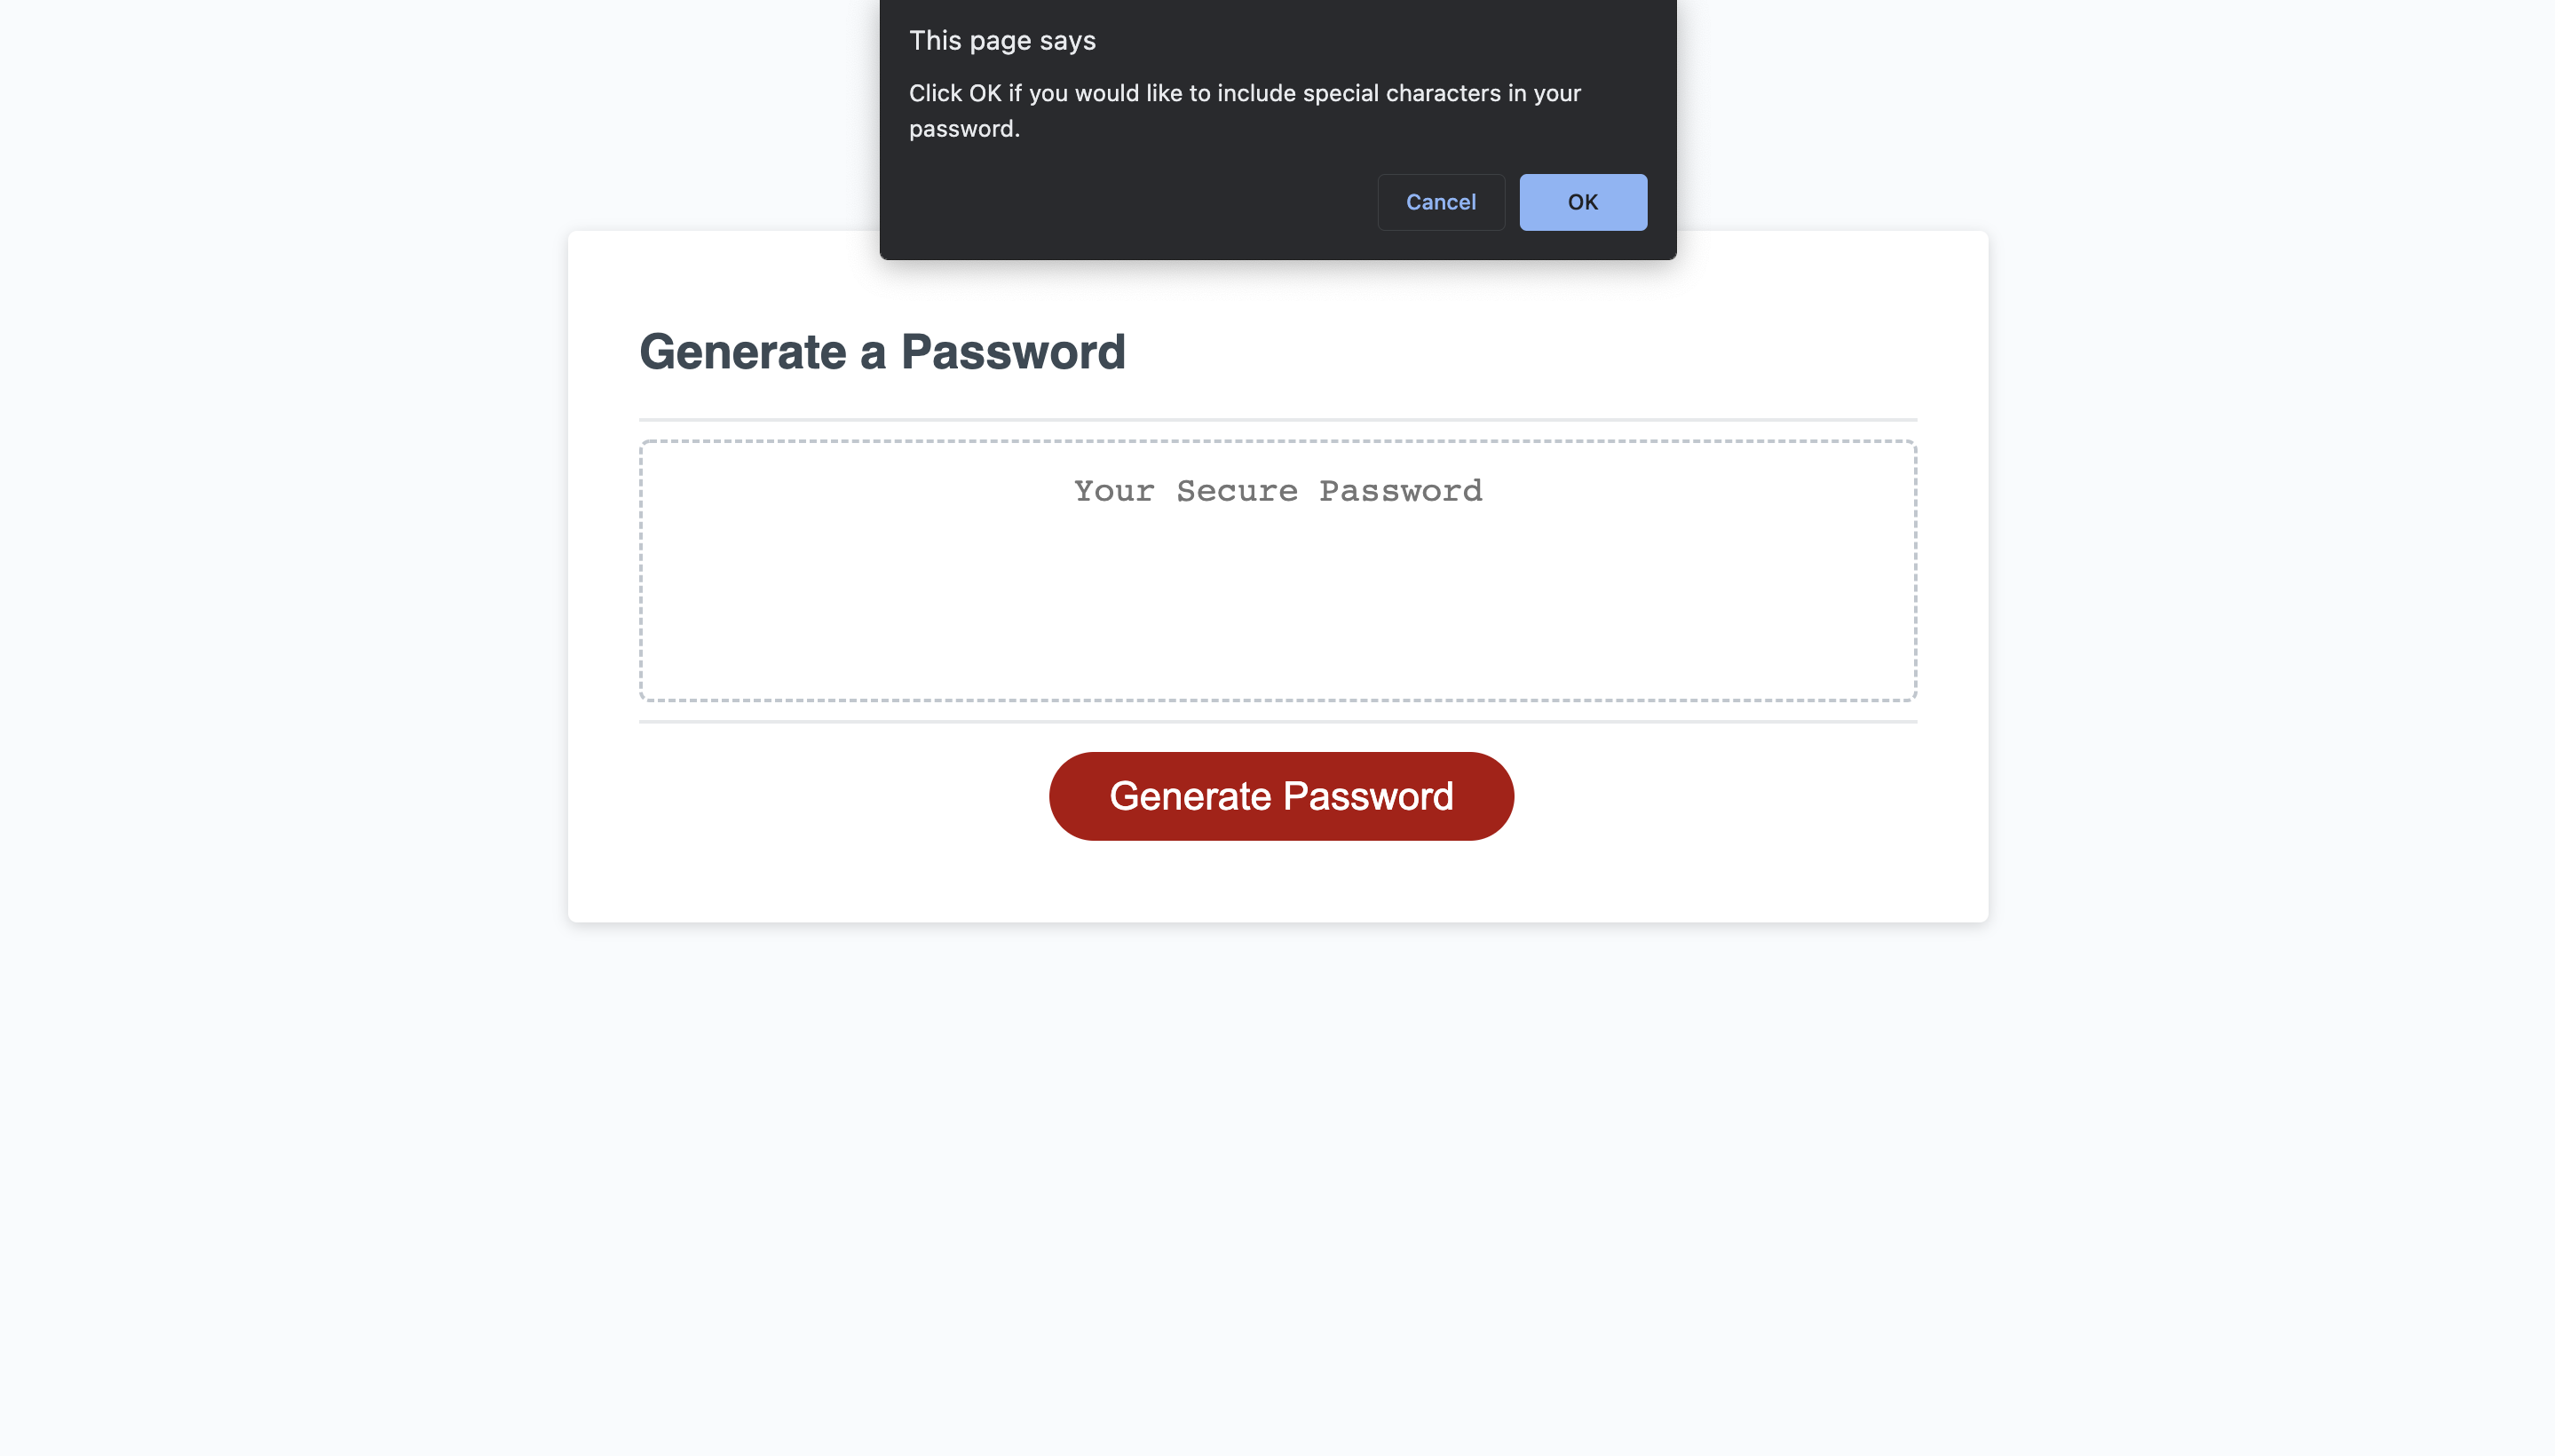 This page says
Click OK if you would like to include special characters in your
password.
Cancel
OK
Generate a Password
Your Secure Password
Generate Password